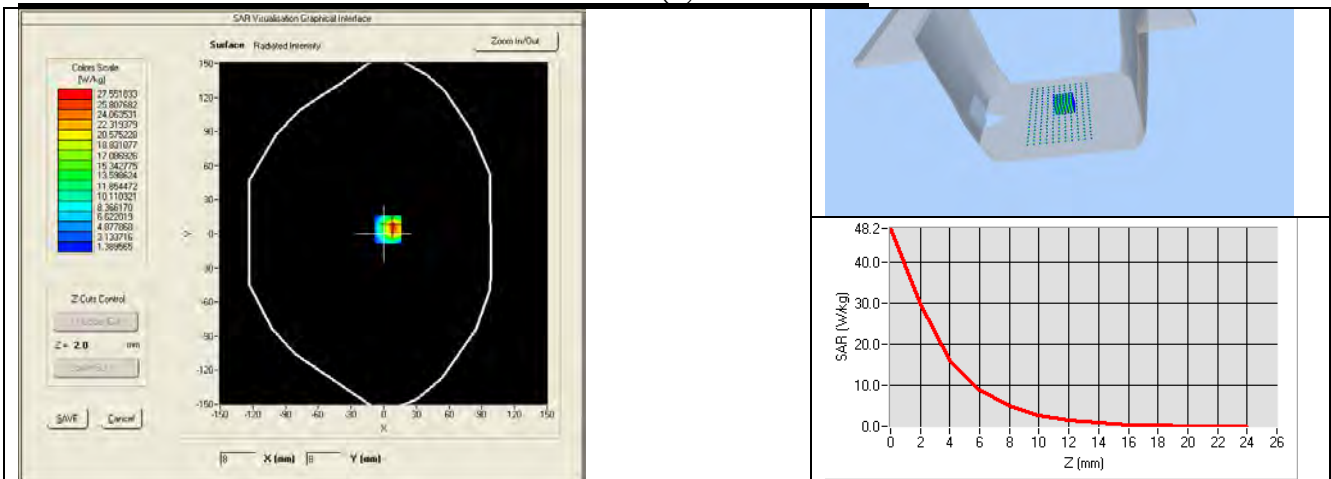 SAR Visualisation Graphical Interface
Surface Radiated Intensity
Zoom In/Out
Colors Scale
[W/kg]
27.551833
25.807682
24.063531
22.319379
20.575228
18.831077
17.086926
15.342775
13.598624
11.854472
10.110321
8.366170
6.622019
4.877868
3.133716
1.389565
150-
120-
90-
60-
30-
0-
-30-
-60-
-90-
-120-
-150-
Y
-150 -120 -90 -60 -30 0 30 60 90 120 150
X
Z Cuts Control
Z = 2.0 mm
SAVE Cancel
8 X (mm) 8 Y (mm)
48.2-
40.0-
30.0-
20.0-
10.0-
0.0-
SAR (W/kg)
0 2 4 6 8 10 12 14 16 18 20 22 24 26
Z (mm)